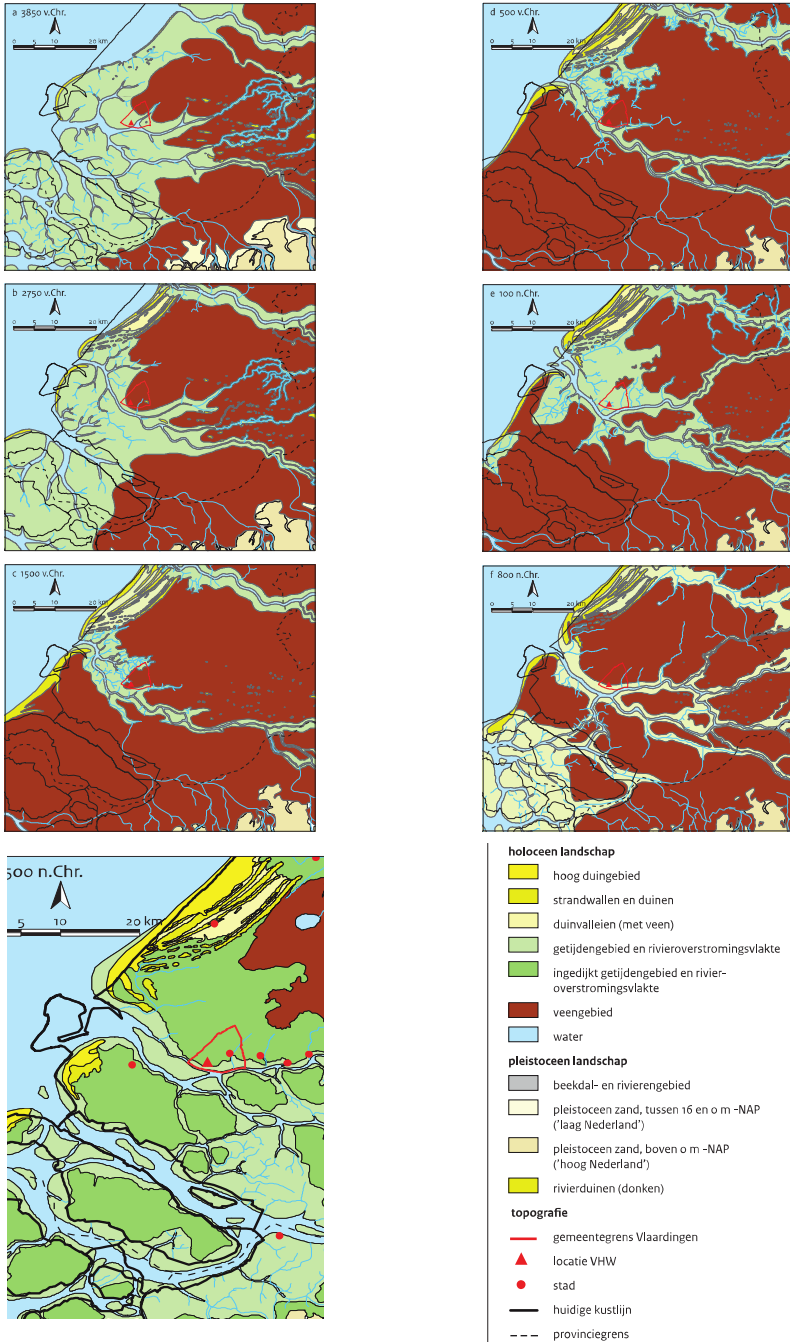 a 3850 v.Chr.
0 5 10 20 km
d 500 v.Chr.
0 5 10 20 km
b 2750 v.Chr.
0 5 10 20 km
e 100 n.Chr.
0 5 10 20 km
c 1500 v.Chr.
0 5 10 20 km
f 800 n.Chr.
0 5 10 20 km
500 n.Chr.
5 10 20 km
holoceen landschap
hoog duingebied
strandwallen en duinen
duinvalleien (met veen)
getijdengebied en rivieroverstromingsvlakte
ingedijkt getijdengebied en rivier-
overstromingsvlakte
veengebied
water
pleistoceen landschap
beekdal- en rivierengebied
pleistoceen zand, tussen 16 en 0 m -NAP
('laag Nederland')
pleistoceen zand, boven 0 m -NAP
('hoog Nederland')
rivierduinen (donken)
topografie
gemeentegrens Vlaardingen
locatie VHW
stad
huidige kustlijn
provinciegrens